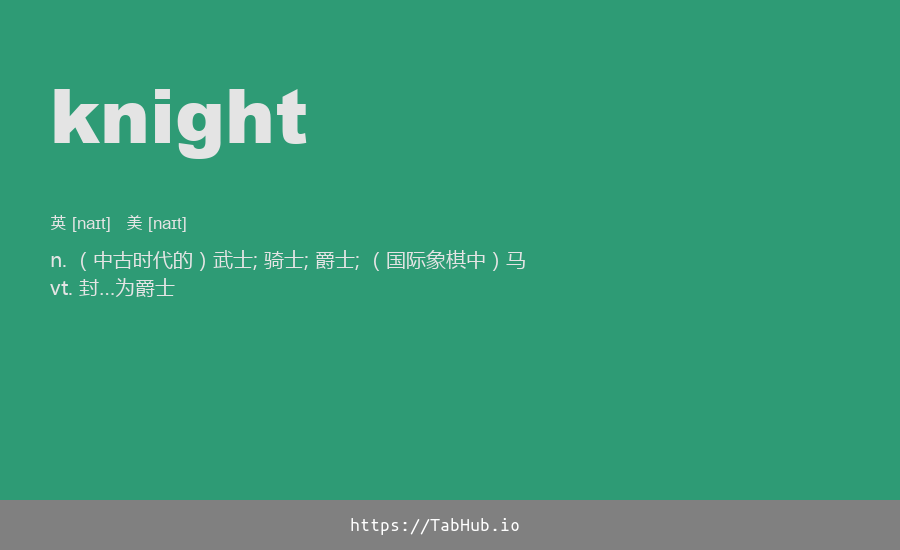 knight
英 [naɪt] 美 [naɪt]
n. （中古时代的）武士; 骑士; 爵士; （国际象棋中）马
vt. 封…为爵士
https://TabHub.io